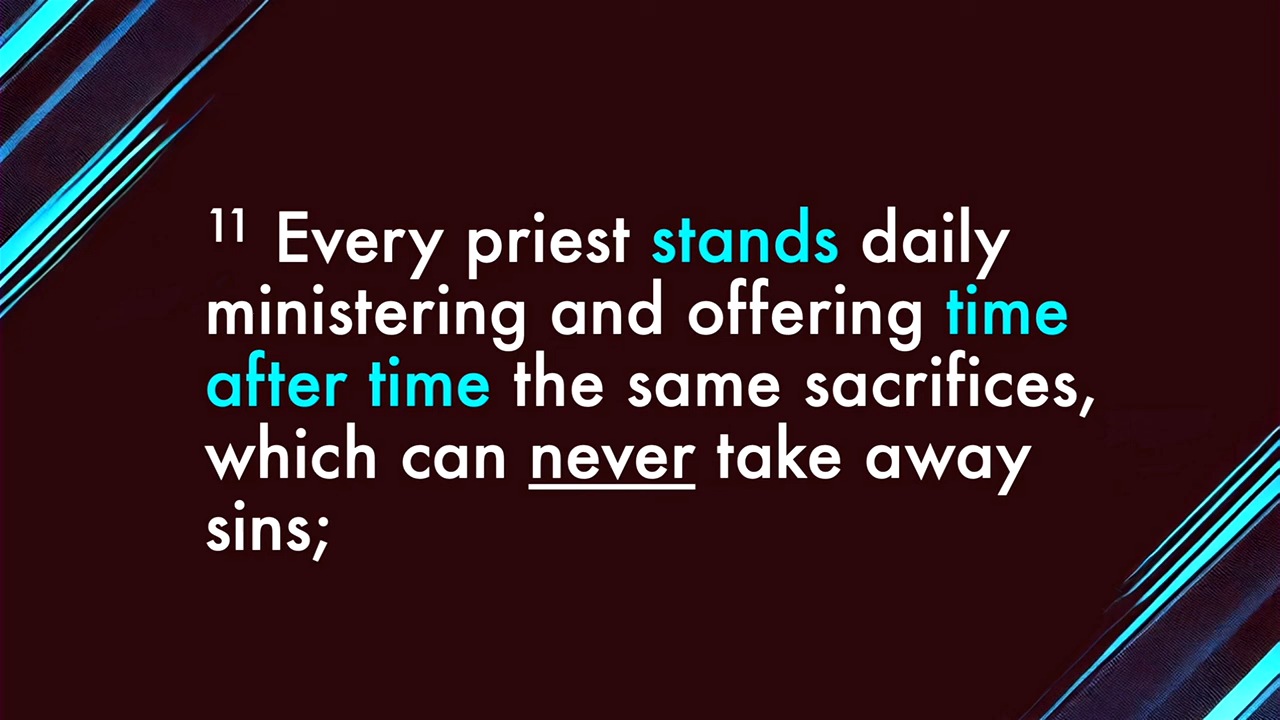 11 Every priest stands daily
ministering and offering time
after time the same sacrifices,
which can never take away
sins;